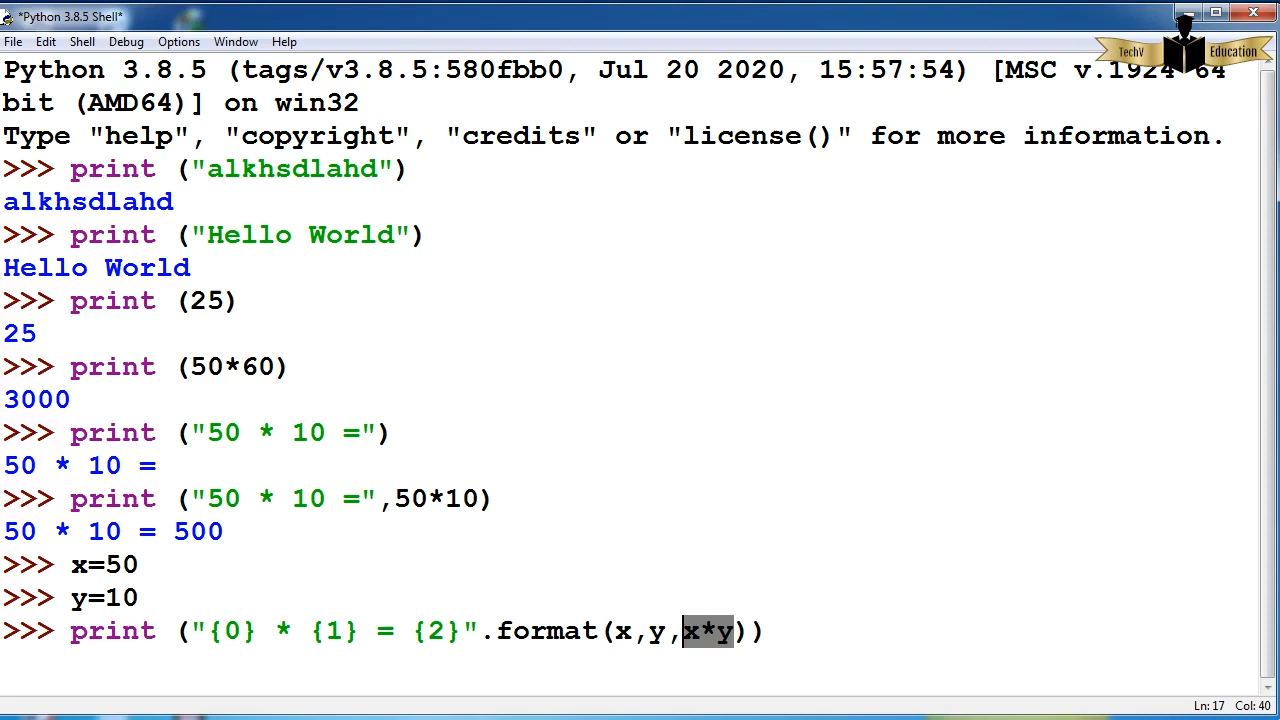 *Python 3.8.5 Shell*
File Edit Shell Debug Options Window Help
TechV Education
Python 3.8.5 (tags/v3.8.5:580fbb0, Jul 20 2020, 15:57:54) [MSC v.1924 64
bit (AMD64)] on win32
Type "help", "copyright", "credits" or "license()" for more information.
>>> print ("alkhsdlahd")
alkhsdlahd
>>> print ("Hello World")
Hello World
>>> print (25)
25
>>> print (50*60)
3000
>>> print ("50 * 10 =")
50 * 10 =
>>> print ("50 * 10 =",50*10)
50 * 10 = 500
>>> x=50
>>> y=10
>>> print ("{0} * {1} = {2}".format(x,y,x*y))
Ln: 17 Col: 40